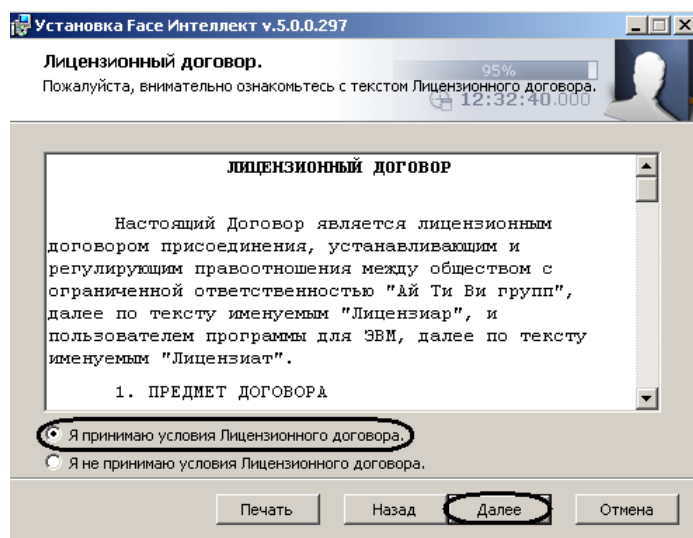 Установка Face Интеллект v.5.0.0.297
Лицензионный договор.
Пожалуйста, внимательно ознакомьтесь с текстом Лицензионного договора.
95%
12:32:40.000
ЛИЦЕНЗИОННЫЙ ДОГОВОР
Настоящий Договор является лицензионным
договором присоединения, устанавливающим и
регулирующим правоотношения между обществом с
ограниченной ответственностью "Ай Ти Ви групп",
далее по тексту именуемым "Лицензиар", и
пользователем программы для ЭВМ, далее по тексту
именуемым "Лицензиат".
1. ПРЕДМЕТ ДОГОВОРА
Я принимаю условия Лицензионного договора.
Я не принимаю условия Лицензионного договора.
Печать Назад Далее Отмена